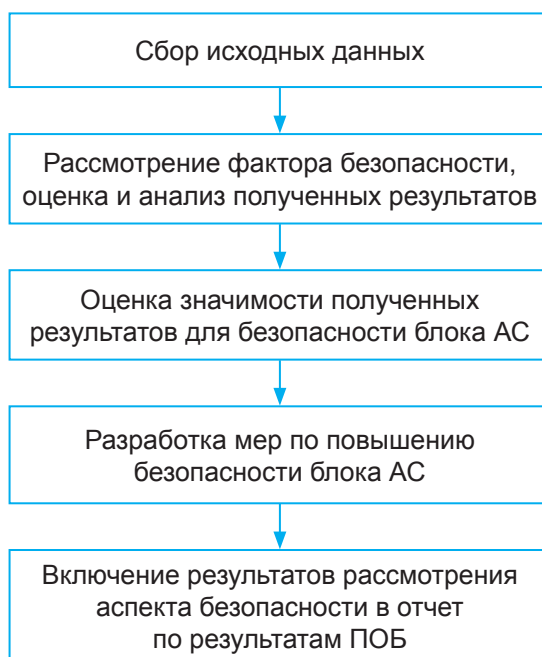 Сбор исходных данных
Рассмотрение фактора безопасности,
оценка и анализ полученных результатов
Оценка значимости полученных
результатов для безопасности блока АС
Разработка мер по повышению
безопасности блока АС
Включение результатов рассмотрения
аспекта безопасности в отчет
по результатам ПОБ